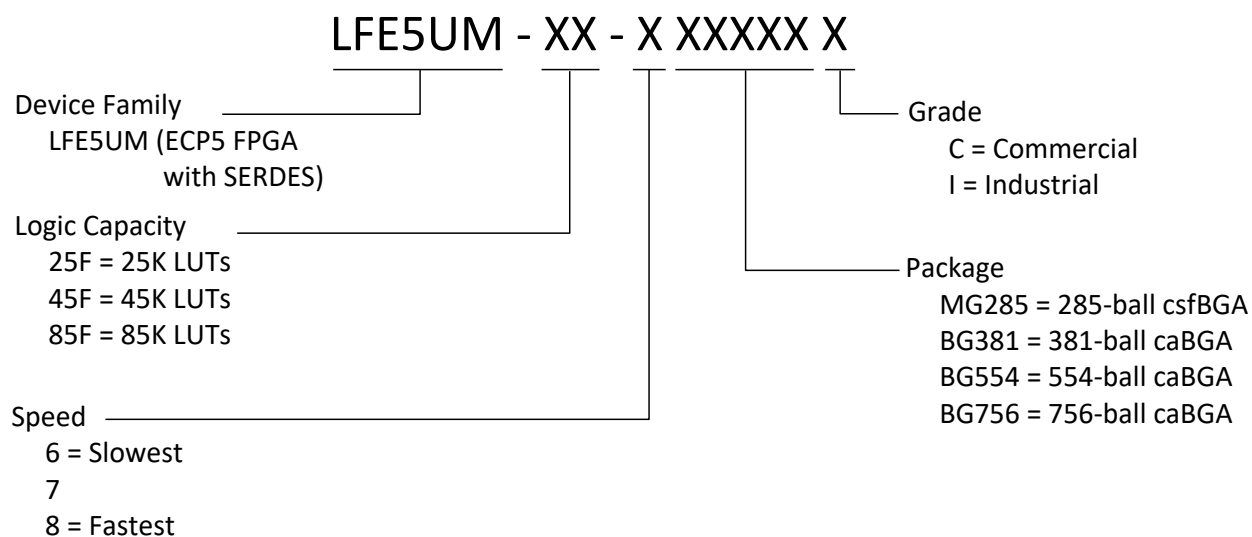 LFE5UM - XX - X XXXXX X
Device Family
LFE5UM (ECP5 FPGA
with SERDES)
Logic Capacity
25F = 25K LUTs
45F = 45K LUTs
85F = 85K LUTs
Speed
6 = Slowest
7
8 = Fastest
Grade
C = Commercial
I = Industrial
Package
MG285 = 285-ball csfBGA
BG381 = 381-ball caBGA
BG554 = 554-ball caBGA
BG756 = 756-ball caBGA